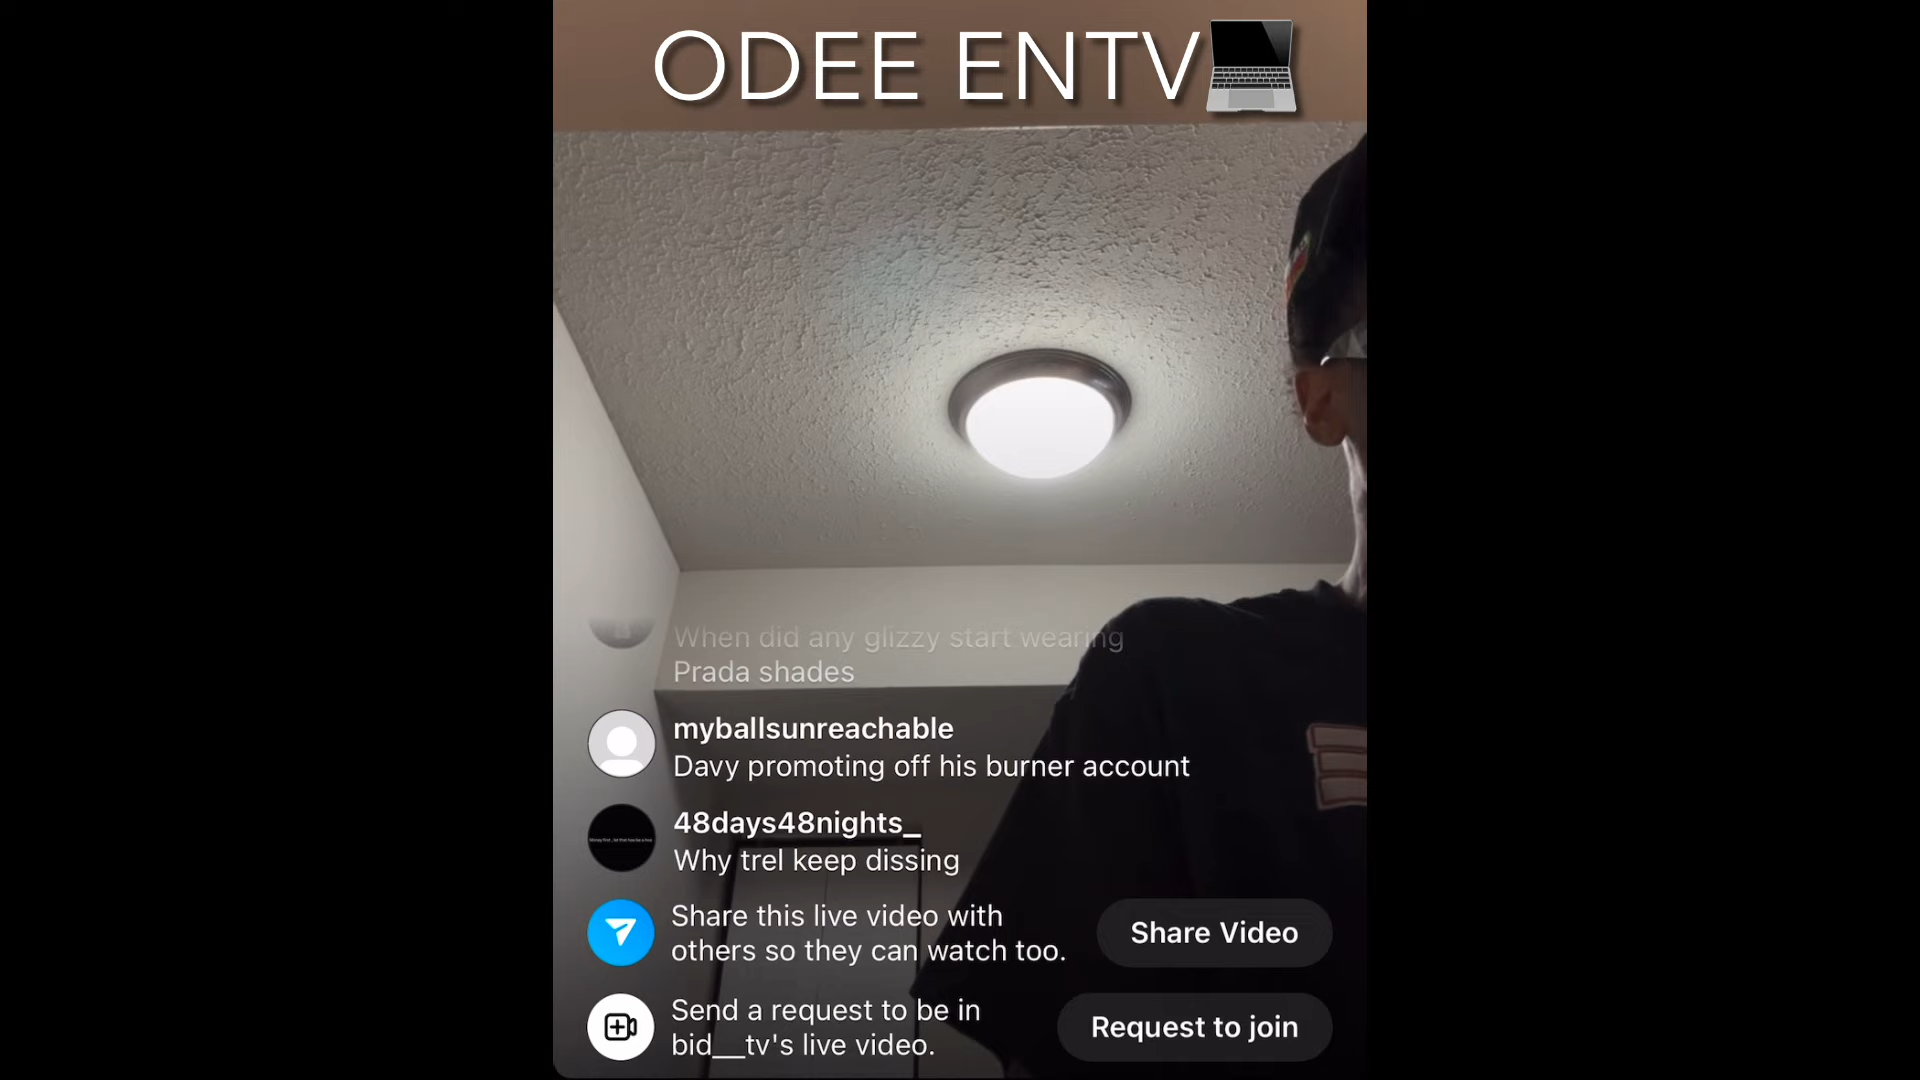 ODEE ENTV
When did any glizzy start wearing
Prada shades
myballsunreachable
Davy promoting off his burner account
48days48nights_
Why trel keep dissing
Share this live video with
others so they can watch too.
Share Video
Send a request to be in
bid__tv's live video.
Request to join